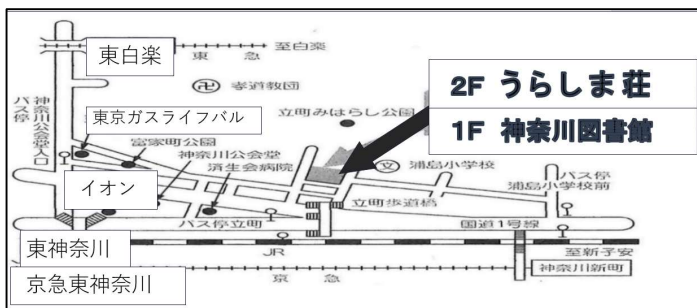 東白楽
東急
至白楽
孝道教団
立町みはらし公園
2F うらしま荘
1F 神奈川図書館
バス停
神奈川公会堂入口
東京ガスライフバル
富家町公園
神奈川公会堂
済生会病院
文
浦島小学校
バス停
浦島小学校前
イオン
バス停立町
立町歩道橋
国道1号線
東神奈川
JR
至新子安
京急東神奈川
京急
神奈川新町